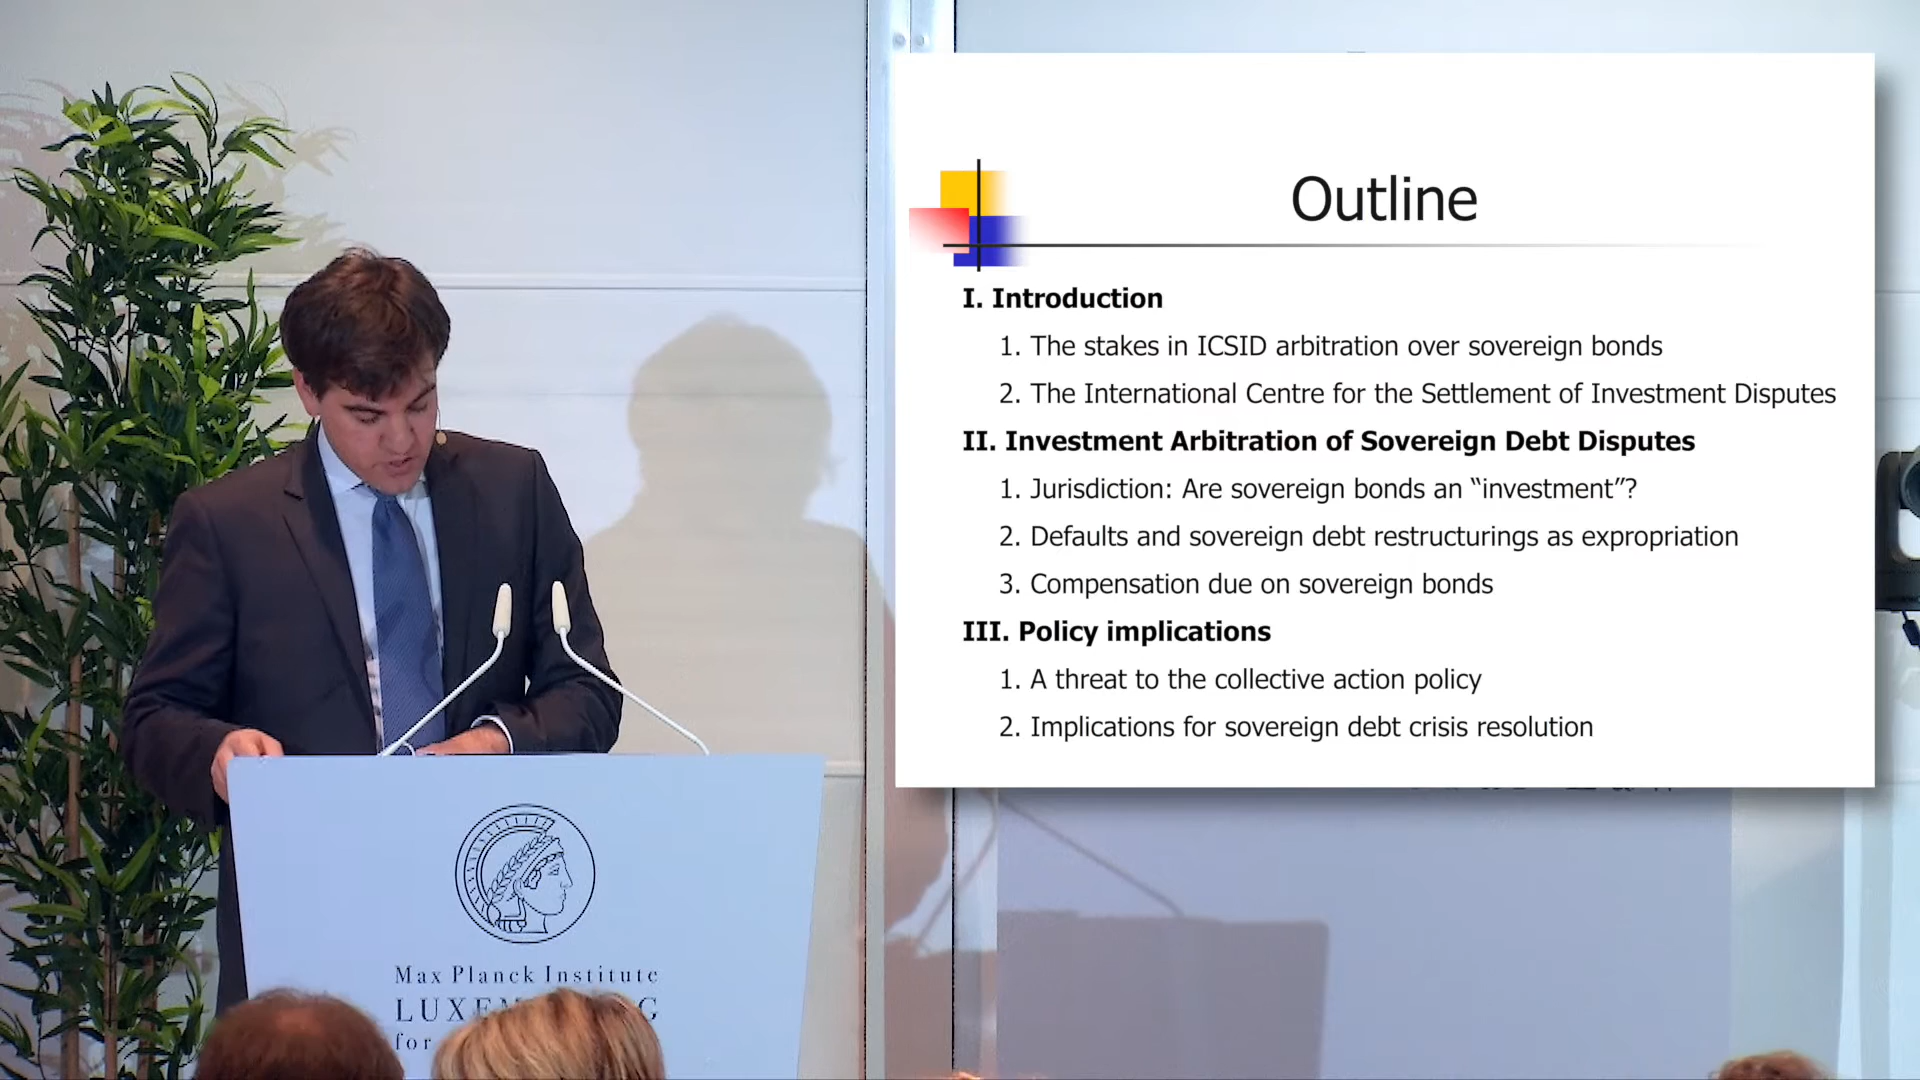 Outline
I. Introduction
1. The stakes in ICSID arbitration over sovereign bonds
2. The International Centre for the Settlement of Investment Disputes
II. Investment Arbitration of Sovereign Debt Disputes
1. Jurisdiction: Are sovereign bonds an “investment”?
2. Defaults and sovereign debt restructurings as expropriation
3. Compensation due on sovereign bonds
III. Policy implications
1. A threat to the collective action policy
2. Implications for sovereign debt crisis resolution
Max Planck Institute
for